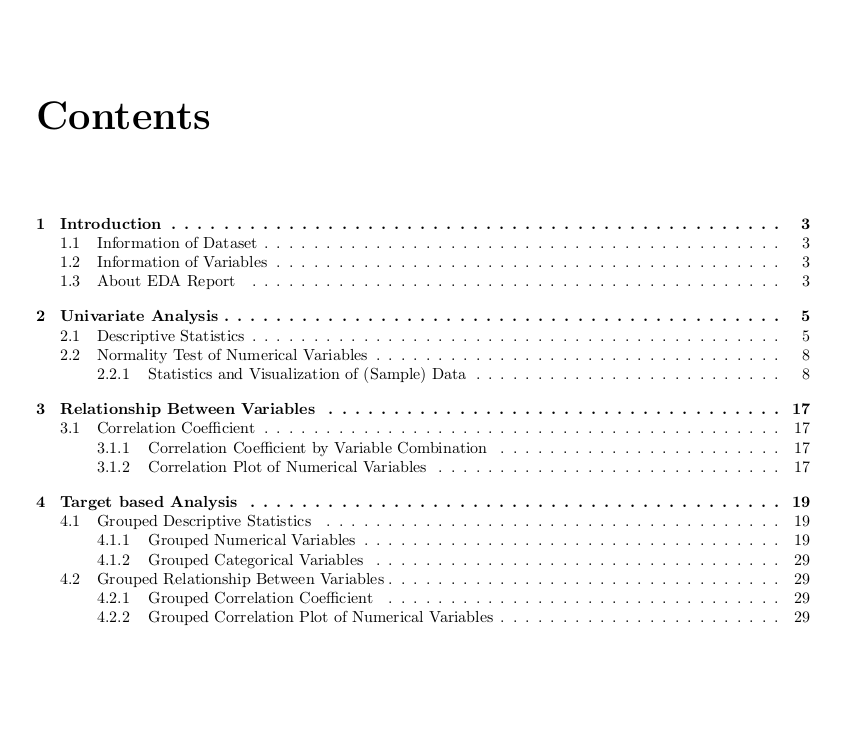 Contents
1 Introduction . . . . . . . . . . . . . . . . . . . . . . . . . . . . . . . . . . . . . . . . . . . . . . . 3
1.1 Information of Dataset . . . . . . . . . . . . . . . . . . . . . . . . . . . . . . . . . . . . . . . . . . 3
1.2 Information of Variables . . . . . . . . . . . . . . . . . . . . . . . . . . . . . . . . . . . . . . . . . 3
1.3 About EDA Report . . . . . . . . . . . . . . . . . . . . . . . . . . . . . . . . . . . . . . . . . . . 3
2 Univariate Analysis . . . . . . . . . . . . . . . . . . . . . . . . . . . . . . . . . . . . . . . . . . . 5
2.1 Descriptive Statistics . . . . . . . . . . . . . . . . . . . . . . . . . . . . . . . . . . . . . . . . . . . 5
2.2 Normality Test of Numerical Variables . . . . . . . . . . . . . . . . . . . . . . . . . . . . . . . . . 8
2.2.1 Statistics and Visualization of (Sample) Data . . . . . . . . . . . . . . . . . . . . . . . . . 8
3 Relationship Between Variables . . . . . . . . . . . . . . . . . . . . . . . . . . . . . . . . . . . 17
3.1 Correlation Coefficient . . . . . . . . . . . . . . . . . . . . . . . . . . . . . . . . . . . . . . . . . . 17
3.1.1 Correlation Coefficient by Variable Combination . . . . . . . . . . . . . . . . . . . . . . . 17
3.1.2 Correlation Plot of Numerical Variables . . . . . . . . . . . . . . . . . . . . . . . . . . . . 17
4 Target based Analysis . . . . . . . . . . . . . . . . . . . . . . . . . . . . . . . . . . . . . . . . . 19
4.1 Grouped Descriptive Statistics . . . . . . . . . . . . . . . . . . . . . . . . . . . . . . . . . . . . . 19
4.1.1 Grouped Numerical Variables . . . . . . . . . . . . . . . . . . . . . . . . . . . . . . . . . . 19
4.1.2 Grouped Categorical Variables . . . . . . . . . . . . . . . . . . . . . . . . . . . . . . . . . 29
4.2 Grouped Relationship Between Variables . . . . . . . . . . . . . . . . . . . . . . . . . . . . . . . . 29
4.2.1 Grouped Correlation Coefficient . . . . . . . . . . . . . . . . . . . . . . . . . . . . . . . . 29
4.2.2 Grouped Correlation Plot of Numerical Variables . . . . . . . . . . . . . . . . . . . . . . . 29